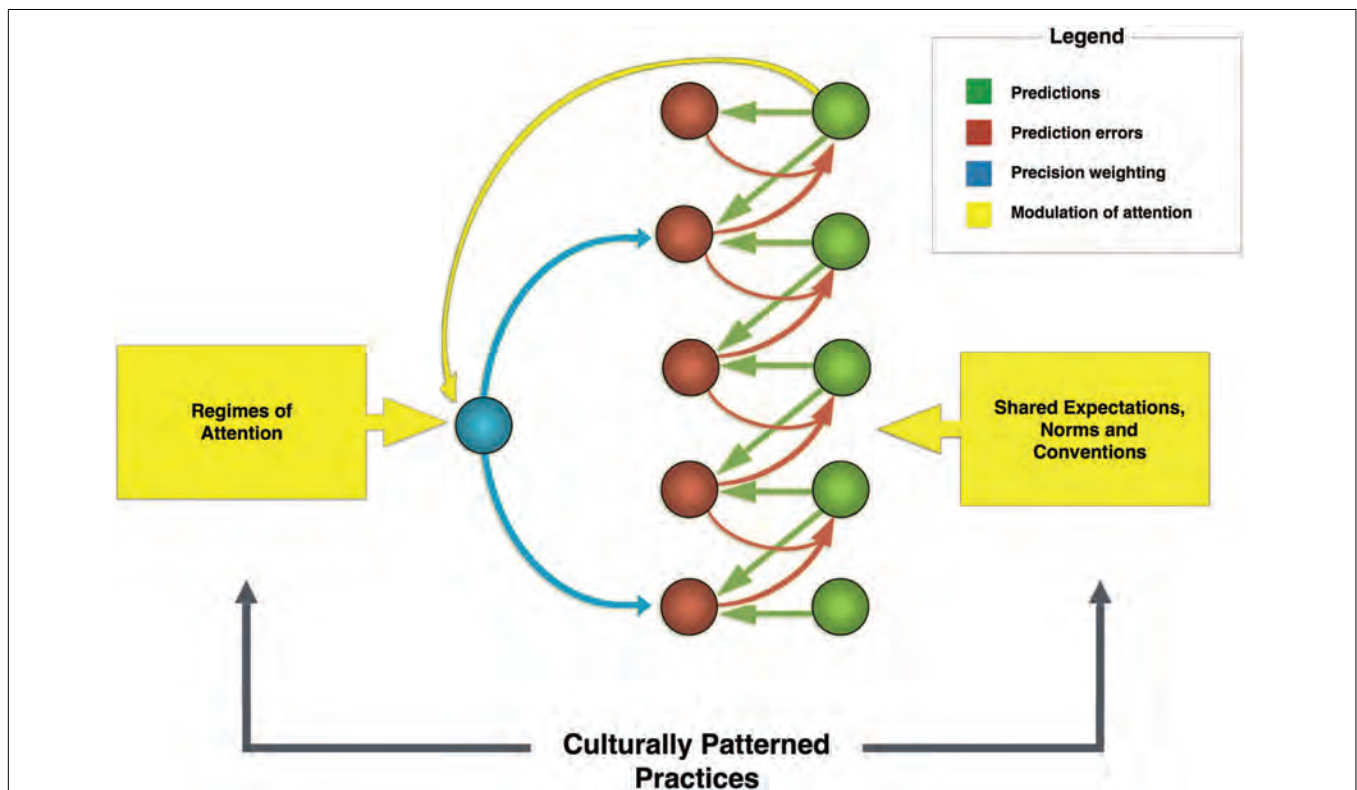 Legend
Predictions
Prediction errors
Precision weighting
Modulation of attention
Regimes of
Attention
Shared Expectations,
Norms and
Conventions
Culturally Patterned
Practices